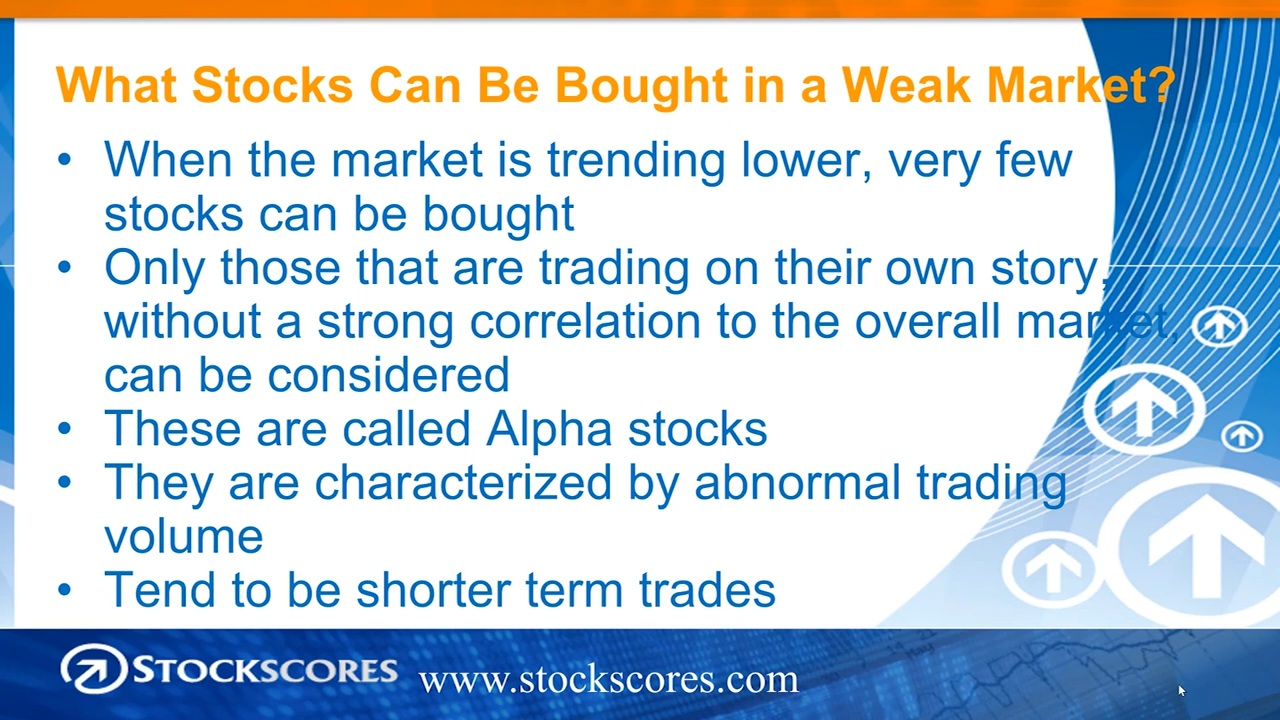 What Stocks Can Be Bought in a Weak Market?
• When the market is trending lower, very few
stocks can be bought
• Only those that are trading on their own story,
without a strong correlation to the overall market,
can be considered
• These are called Alpha stocks
• They are characterized by abnormal trading
volume
• Tend to be shorter term trades
STOCKSCORES www.stockscores.com